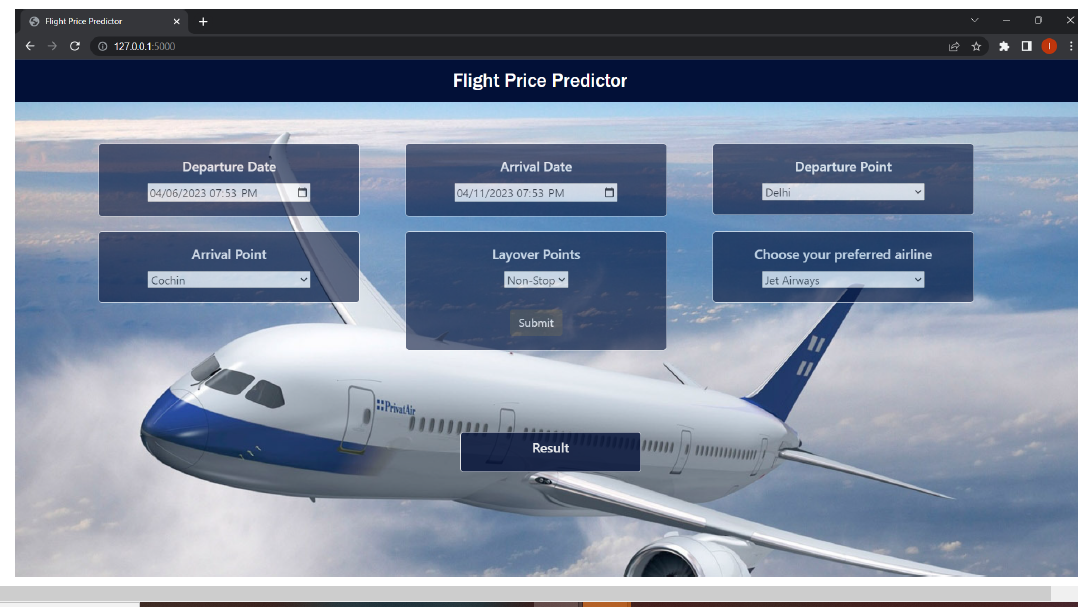 Flight Price Predictor
127.0.0.1:5000
I
Flight Price Predictor
Departure Date
04/06/2023 07:53 PM
Arrival Date
04/11/2023 07:53 PM
Departure Point
Delhi
Arrival Point
Cochin
Layover Points
Non-Stop
Choose your preferred airline
Jet Airways
Submit
PrivatAir
Result